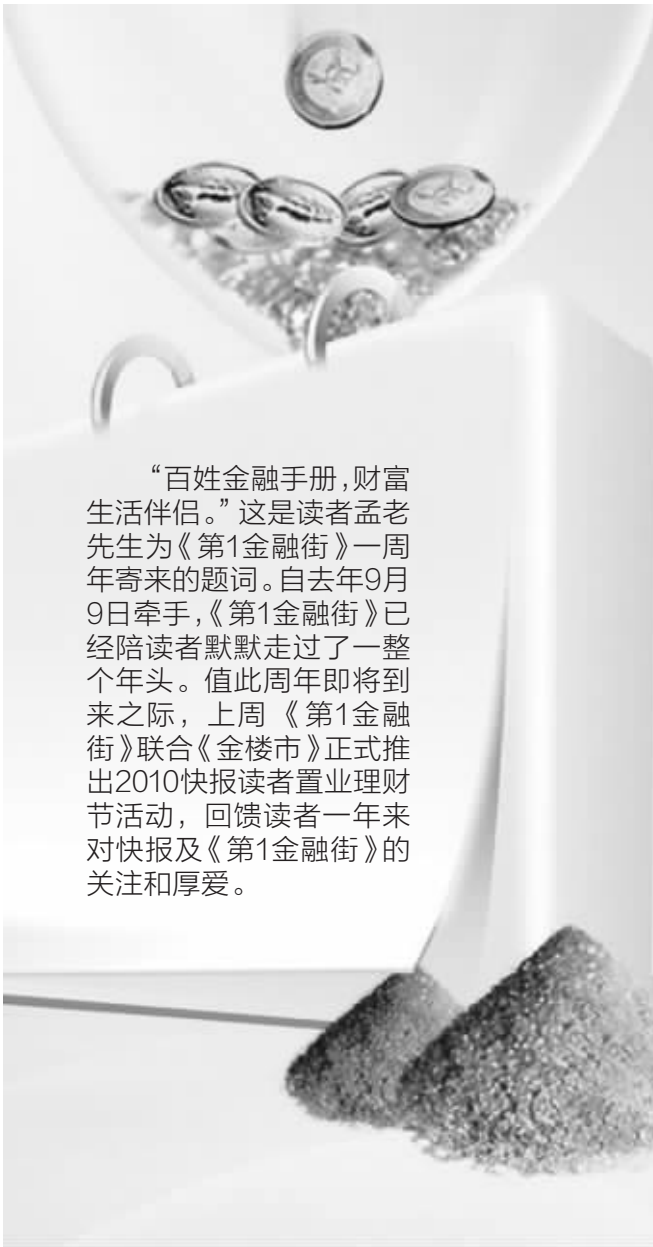 “百姓金融手册,财富
生活伴侣。”这是读者孟老
先生为《第1金融街》一周
年寄来的题词。自去年9月
9日牵手,《第1金融街》已
经陪读者默默走过了一整
个年头。值此周年即将到
来之际，上周《第1金融
街》联合《金楼市》正式推
出2010快报读者置业理财
节活动，回馈读者一年来
对快报及《第1金融街》的
关注和厚爱。